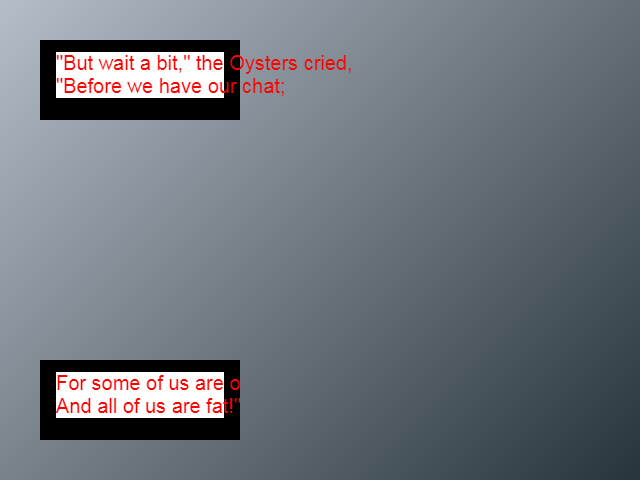 "But wait a bit," the Oysters cried,
"Before we have our chat;
For some of us are
And all of us are fat!"